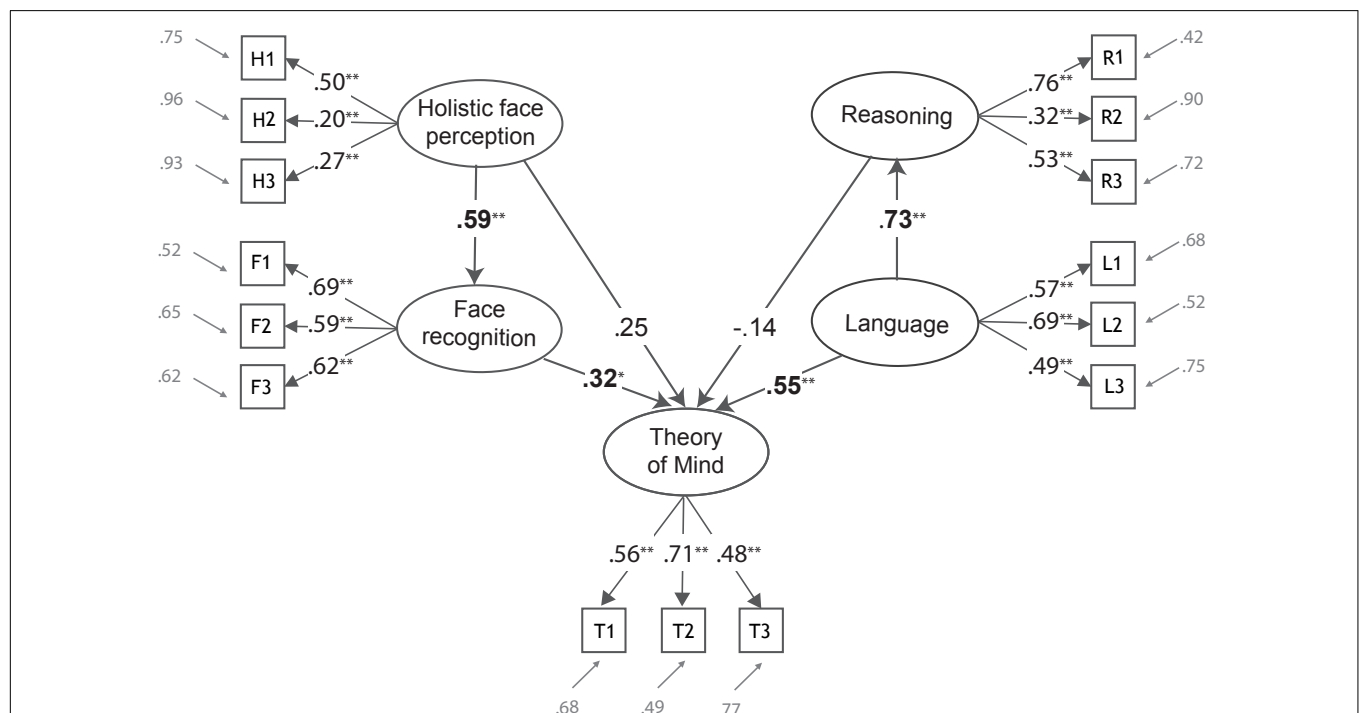 .75
H1
.50**
.96
H2
.20**
.93
H3
.27**
Holistic face
perception
.59**
.52
F1
.69**
.65
F2
.59**
.62
F3
.62**
Face
recognition
.25
.32*
Reasoning
.76**
R1
.42
.32**
R2
.90
.53**
R3
.72
.73**
-.14
Language
.57**
L1
.68
.69**
L2
.52
.49**
L3
.75
.55**
Theory
of Mind
.56** .71** .48**
T1 T2 T3
.68 .49 .77